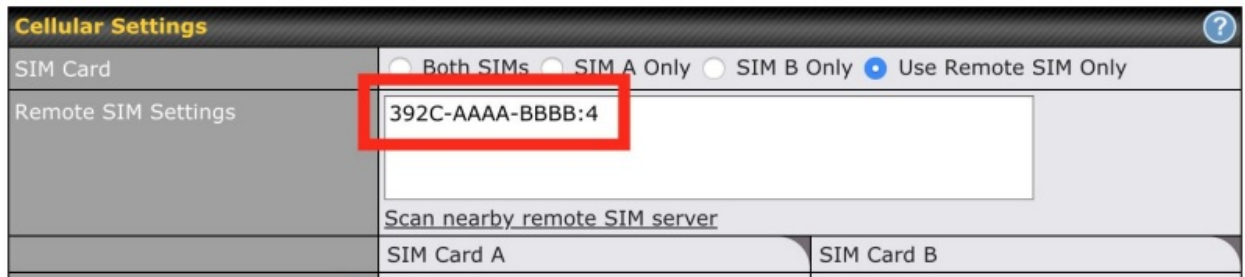 Cellular Settings ?
SIM Card Both SIMs SIM A Only SIM B Only Use Remote SIM Only
Remote SIM Settings 392C-AAAA-BBBB:4
Scan nearby remote SIM server
SIM Card A SIM Card B